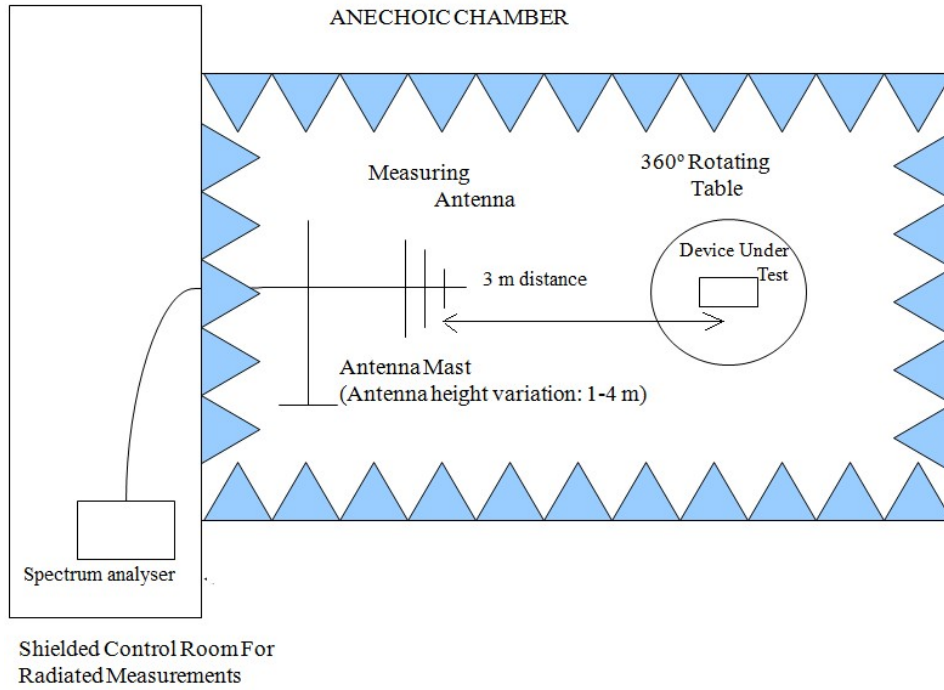 ANECHOIC CHAMBER
360º Rotating
Table
Measuring
Antenna
Device Under
Test
3 m distance
Antenna Mast
(Antenna height variation: 1-4 m)
Spectrum analyser
Shielded Control Room For
Radiated Measurements